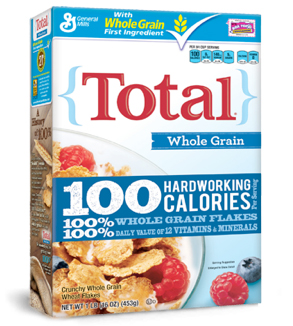 General Mills
With
Whole Grain
First Ingredient
{Total}
Whole Grain
100 HARDWORKING
CALORIES Per Serving
100% WHOLE GRAIN FLAKES
100% DAILY VALUE OF 12 VITAMINS & MINERALS
Crunchy Whole Grain
Wheat Flakes
NET WT 1 LB (16 OZ) (453g)